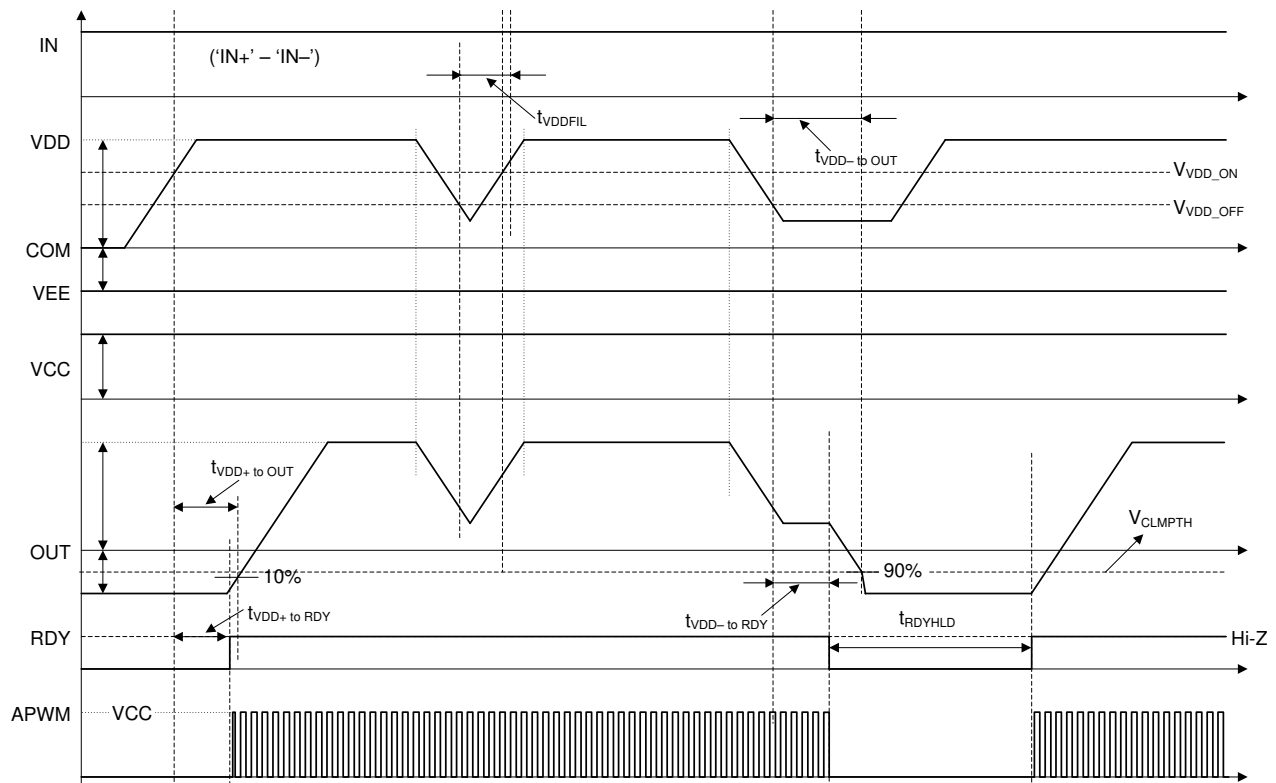 IN
('IN+' – 'IN–')
tVDDFIL
VDD
tVDD– to OUT
VVDD_ON
VVDD_OFF
COM
VEE
VCC
tVDD+ to OUT
VCLMPTH
OUT
10%
90%
tVDD+ to RDY
tVDD– to RDY
tRDYHLD
RDY
Hi-Z
APWM
VCC